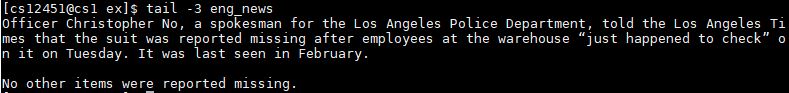 [cs12451@cs1 ex]$ tail -3 eng_news
Officer Christopher No, a spokesman for the Los Angeles Police Department, told the Los Angeles Ti
mes that the suit was reported missing after employees at the warehouse “just happened to check” o
n it on Tuesday. It was last seen in February.

No other items were reported missing.